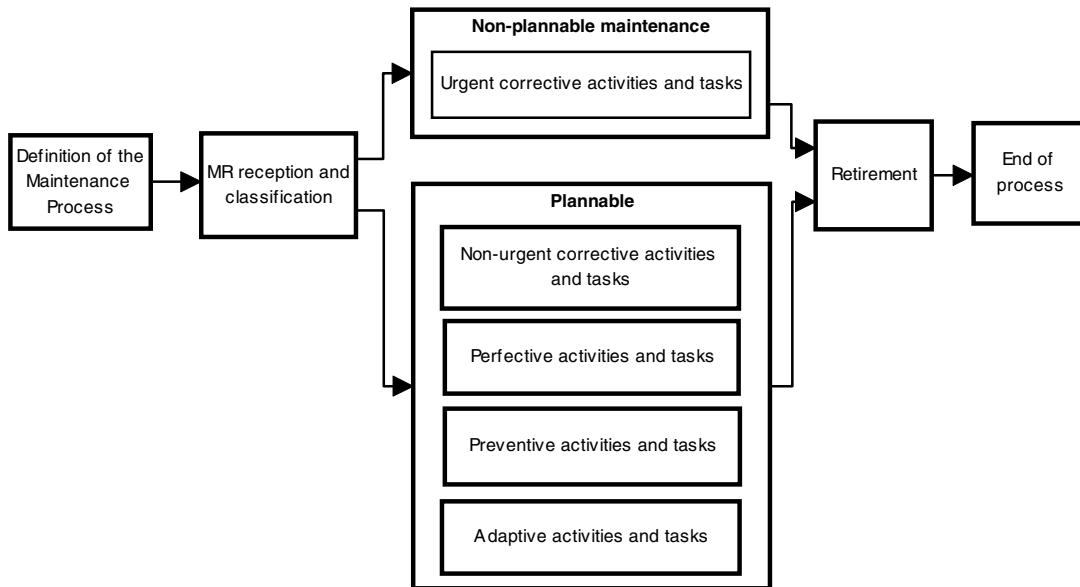 Definition of the
Maintenance
Process
MR reception and
classification
Non-plannable maintenance
Urgent corrective activities and tasks
Plannable
Non-urgent corrective activities
and tasks
Perfective activities and tasks
Preventive activities and tasks
Adaptive activities and tasks
Retirement
End of
process